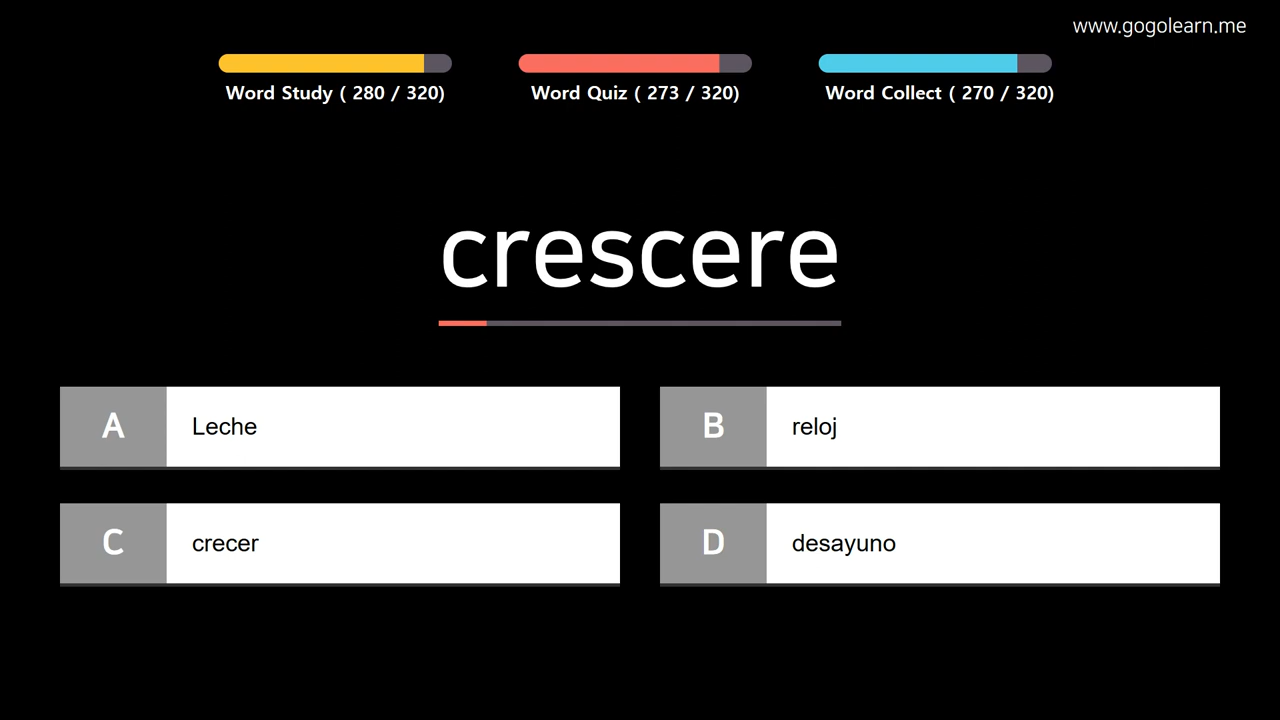 www.gogolearn.me
Word Study ( 280 / 320)
Word Quiz ( 273 / 320)
Word Collect ( 270 / 320)
crescere
A Leche
B reloj
C crecer
D desayuno